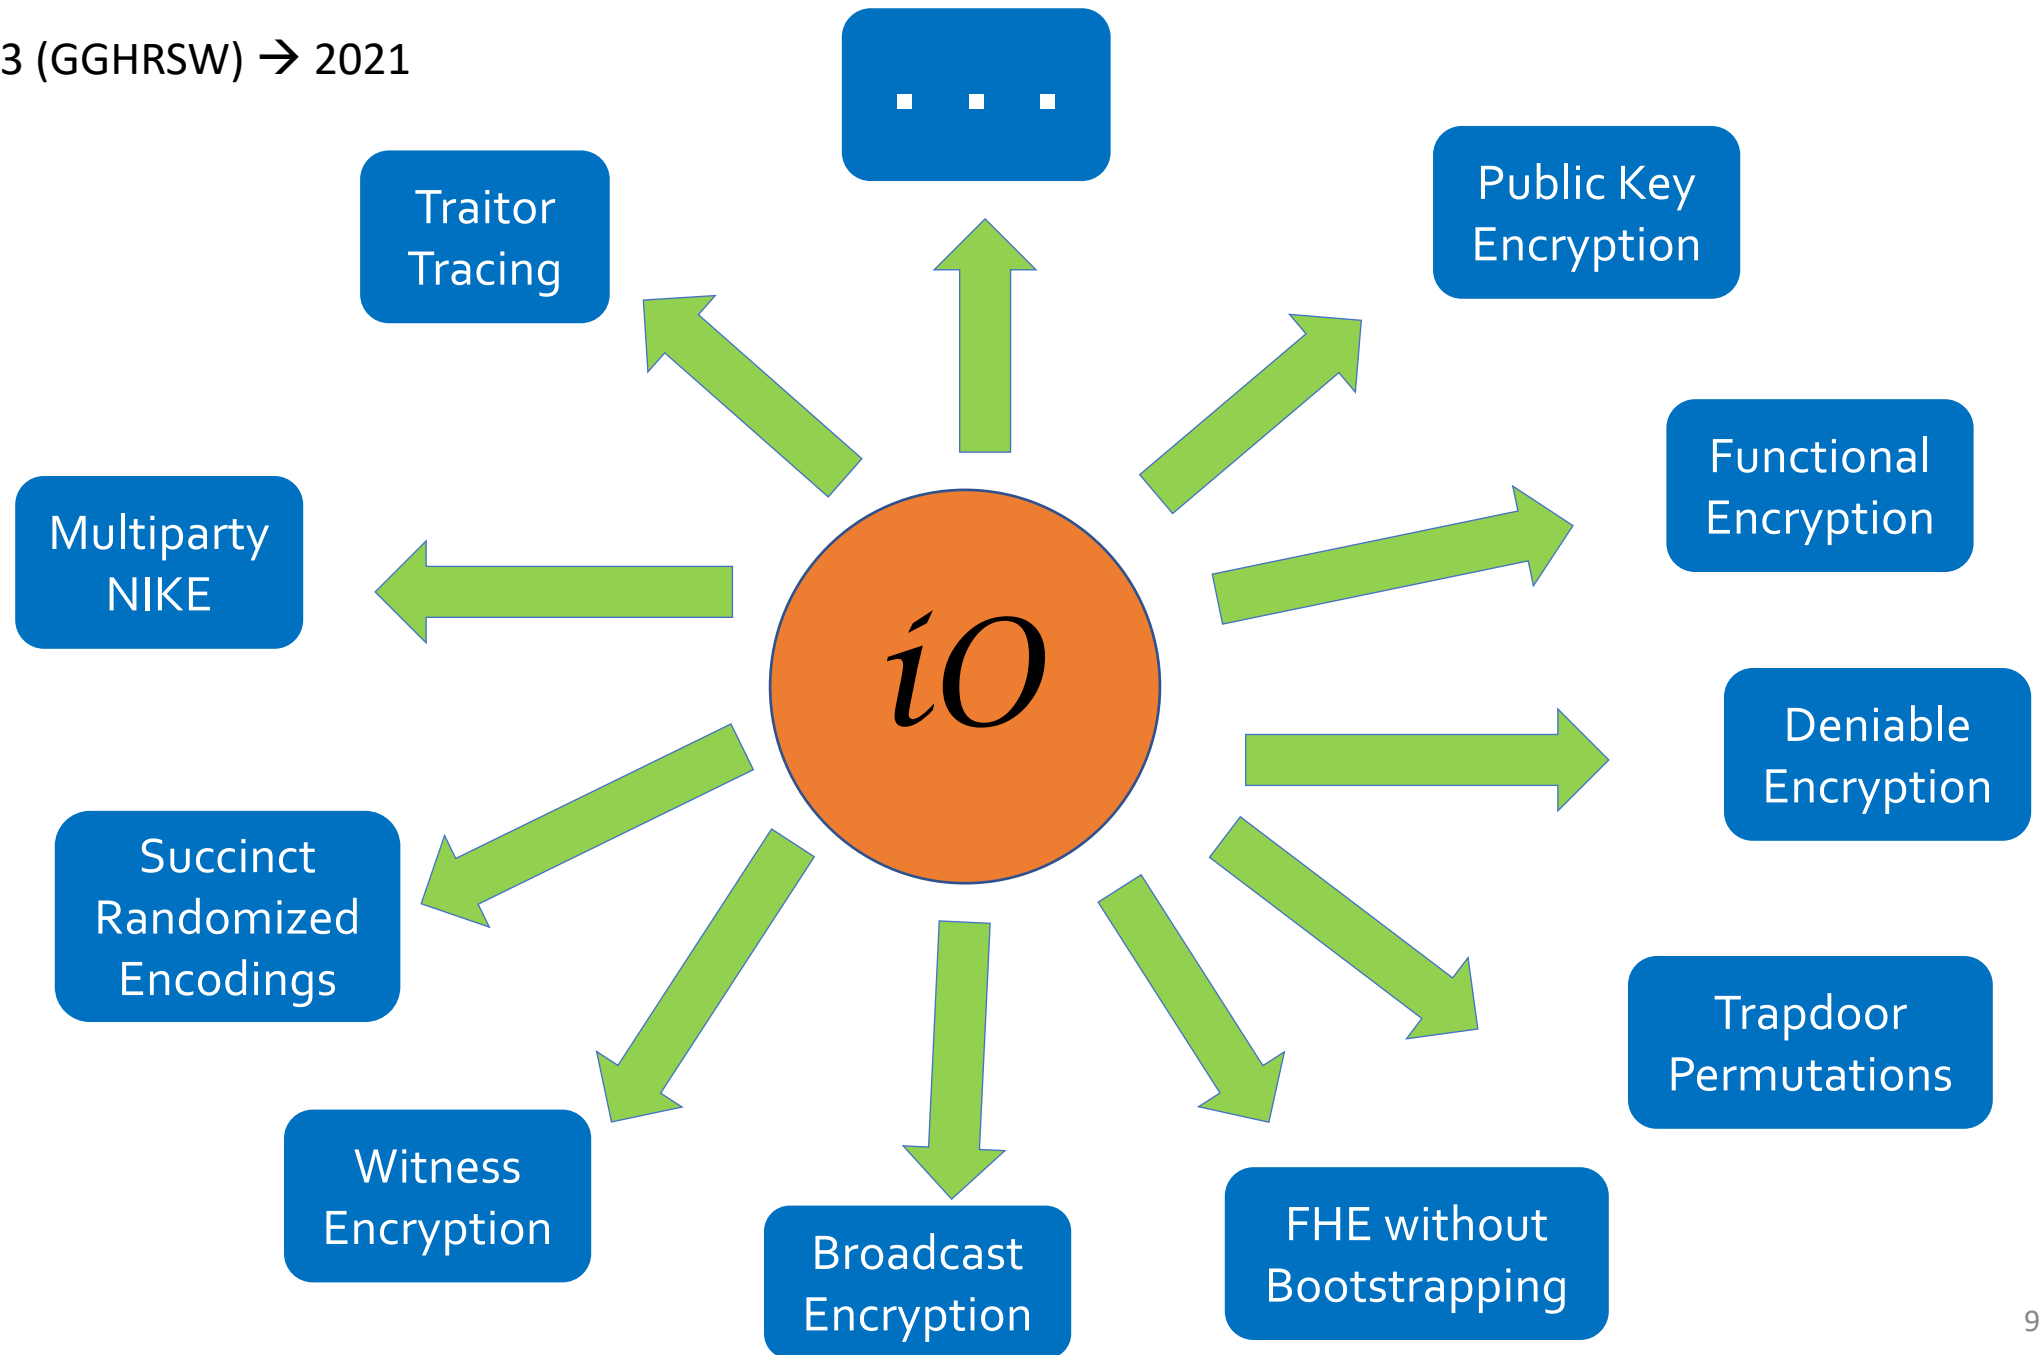 3 (GGHRSW) → 2021
. . .
Public Key
Encryption
Traitor
Tracing
Functional
Encryption
Multiparty
NIKE
iO
Deniable
Encryption
Succinct
Randomized
Encodings
Trapdoor
Permutations
Witness
Encryption
Broadcast
Encryption
FHE without
Bootstrapping
9